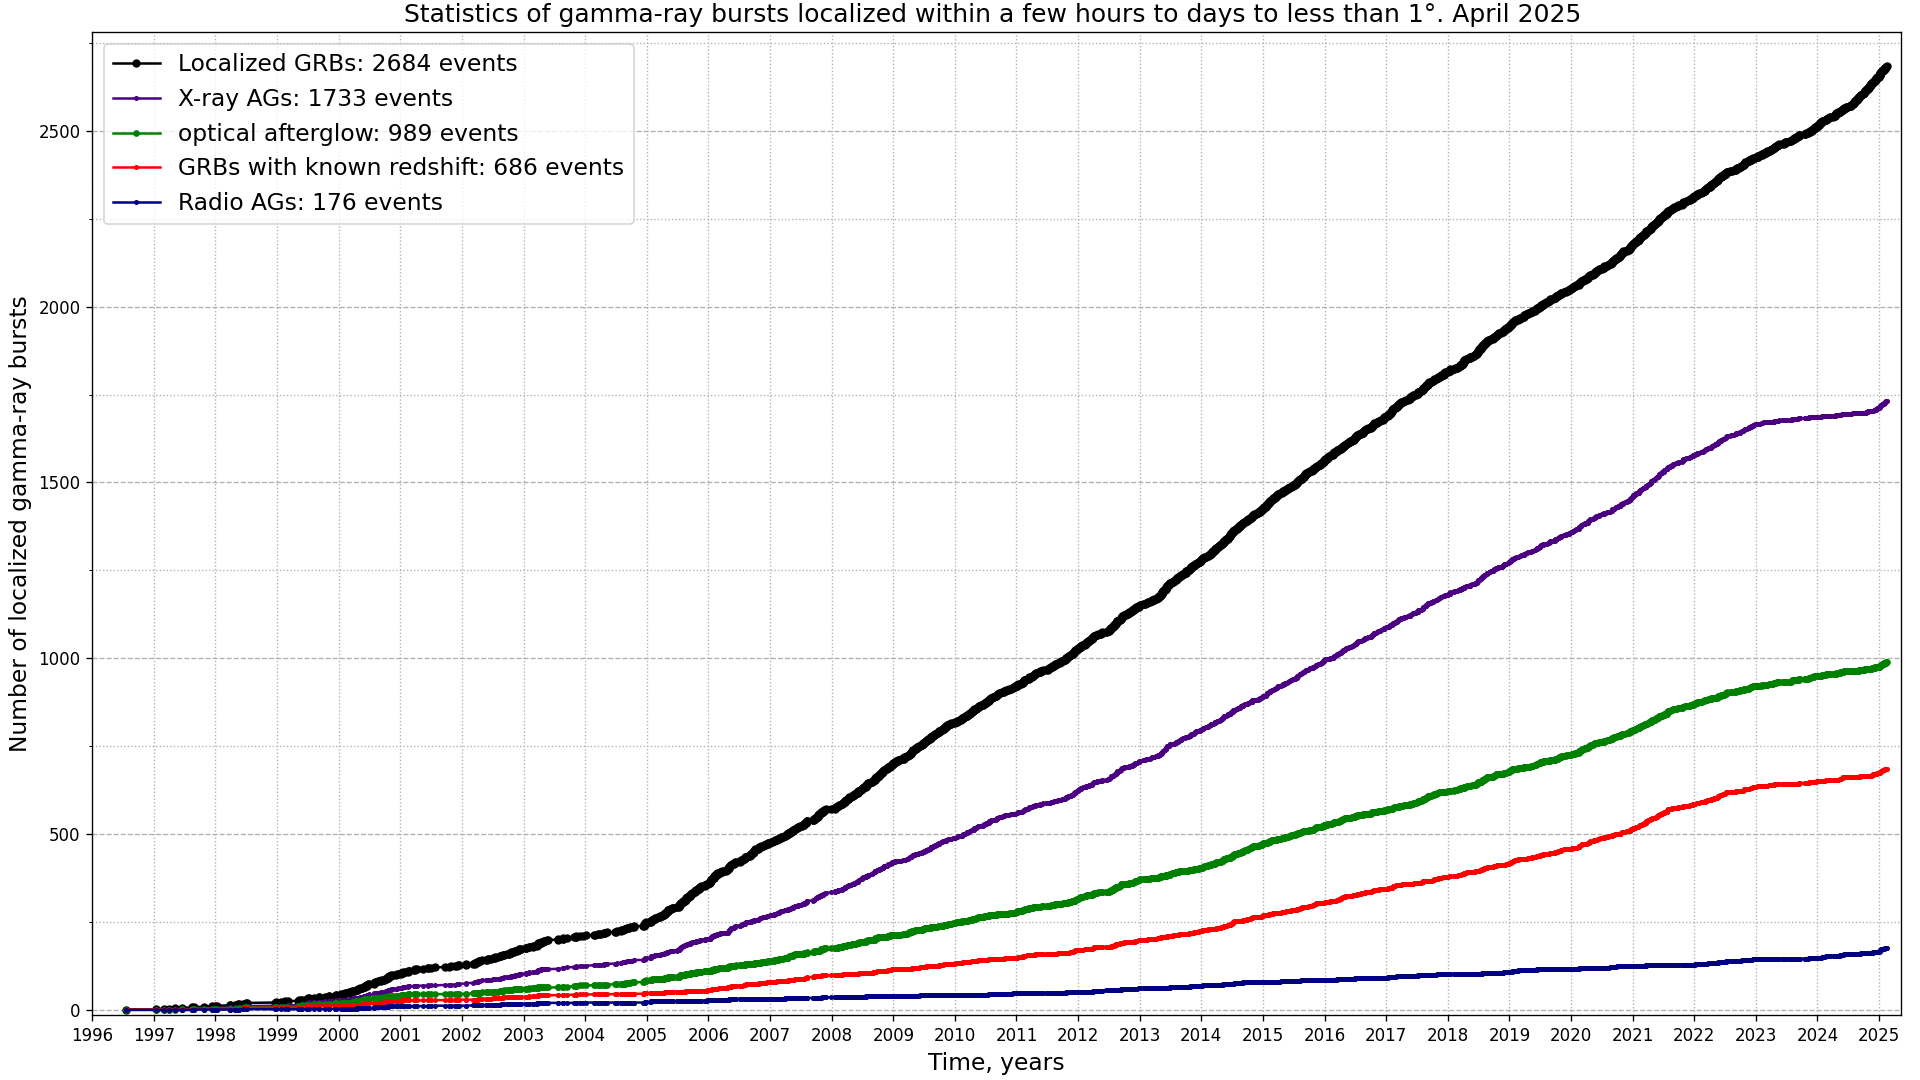 Statistics of gamma-ray bursts localized within a few hours to days to less than 1°. April 2025
Localized GRBs: 2684 events
X-ray AGs: 1733 events
optical afterglow: 989 events
GRBs with known redshift: 686 events
Radio AGs: 176 events
Number of localized gamma-ray bursts
2500
2000
1500
1000
500
0
1996 1997 1998 1999 2000 2001 2002 2003 2004 2005 2006 2007 2008 2009 2010 2011 2012 2013 2014 2015 2016 2017 2018 2019 2020 2021 2022 2023 2024 2025
Time, years